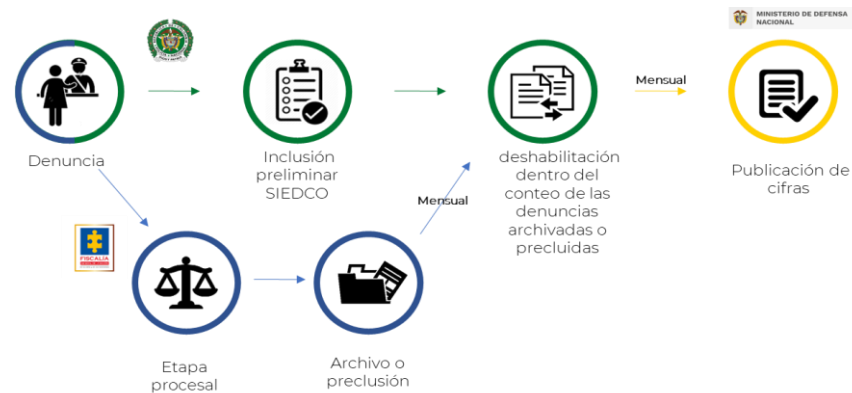 MINISTERIO DE DEFENSA
NACIONAL
Mensual
Denuncia
Inclusión
preliminar
SIEDCO
deshabilitación
dentro del
conteo de las
denuncias
archivadas o
precluidas
Publicación de
cifras
Mensual
FISCALIA
Etapa
procesal
Archivo o
preclusión